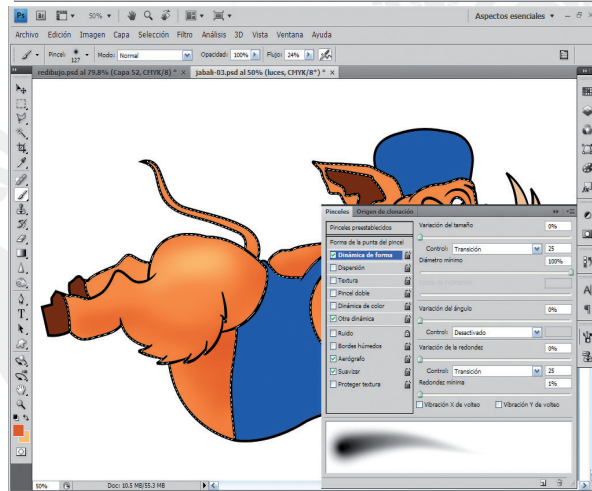 Ps Br 50% Aspectos esenciales
Archivo Edición Imagen Capa Selección Filtro Análisis 3D Vista Ventana Ayuda
Pincel: 127 Modo: Normal Opacidad: 100% Flujo: 24%
redibujo.psd al 79.8% (Capa 52, CMYK/8) * × jabali-03.psd al 50% (luces, CMYK/8*) * ×
Pinceles Origen de clonación
Pinceles preestablecidos
Variación del tamaño 0%
Forma de la punta del pincel
Control: Transición 25
Dinámica de forma
Diámetro mínimo 100%
Dispersión
Textura
Pincel doble
Dinámica de color
Variación del ángulo 0%
Otra dinámica
Control: Desactivado
Ruido
Bordes húmedos
Variación de la redondez 0%
Aerógrafo
Control: Transición 25
Suavizar
Redondez mínima 1%
Proteger textura
Vibración X de volteo Vibración Y de volteo
50% Doc: 10.5 MB/55.3 MB